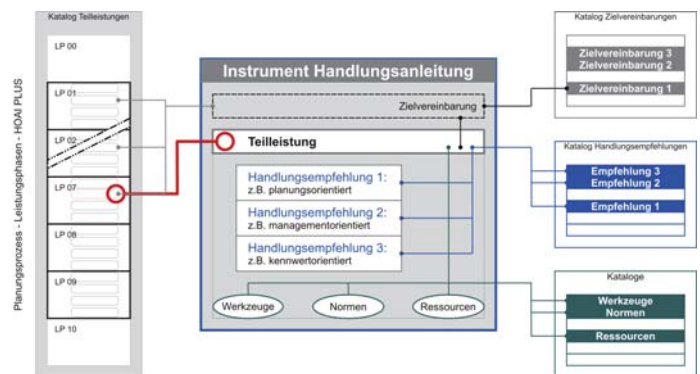 Planungsprozess - Leistungsphasen - HOAI PLUS
Katalog Teilleistungen
LP 00
LP 01
LP 02
LP 07
LP 08
LP 09
LP 10
Instrument Handlungsanleitung
Zielvereinbarung
Teilleistung
Handlungsempfehlung 1:
z.B. planungsorientiert
Handlungsempfehlung 2:
z.B. managementorientiert
Handlungsempfehlung 3:
z.B. kennwertorientiert
Werkzeuge
Normen
Ressourcen
Katalog Zielvereinbarungen
Zielvereinbarung 3
Zielvereinbarung 2
Zielvereinbarung 1
Katalog Handlungsempfehlungen
Empfehlung 3
Empfehlung 2
Empfehlung 1
Kataloge
Werkzeuge
Normen
Ressourcen